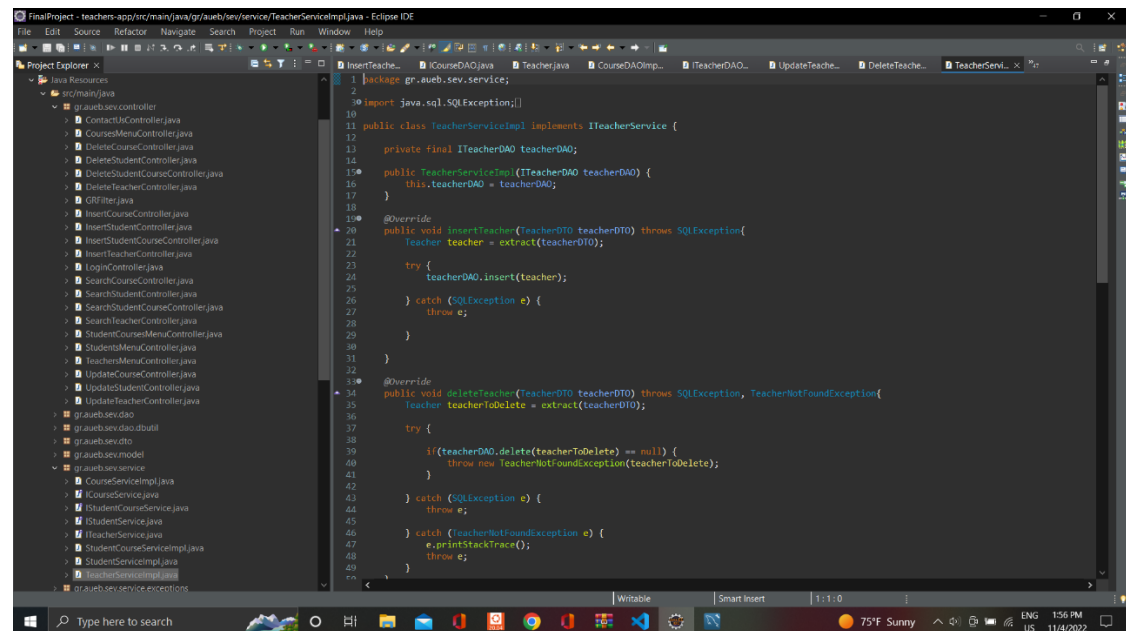 FinalProject - teachers-app/src/main/java/gr/aueb/sev/service/TeacherServiceImpl.java - Eclipse IDE
File Edit Source Refactor Navigate Search Project Run Window Help
Project Explorer ×
InsertTeache... ICourseDAO.java Teacher.java CourseDAOImp... ITeacherDAO... UpdateTeache... DeleteTeache... TeacherServi... × "47
Java Resources
src/main/java
gr.aueb.sev.controller
ContactUsController.java
CoursesMenuController.java
DeleteCourseController.java
DeleteStudentController.java
DeleteStudentCourseController.java
DeleteTeacherController.java
GRFilter.java
InsertCourseController.java
InsertStudentController.java
InsertStudentCourseController.java
InsertTeacherController.java
LoginController.java
SearchCourseController.java
SearchStudentController.java
SearchStudentCourseController.java
SearchTeacherController.java
StudentCoursesMenuController.java
StudentsMenuController.java
TeachersMenuController.java
UpdateCourseController.java
UpdateStudentController.java
UpdateTeacherController.java
gr.aueb.sev.dao
gr.aueb.sev.dao.dbutil
gr.aueb.sev.dto
gr.aueb.sev.model
gr.aueb.sev.service
CourseServiceImpl.java
ICourseService.java
IStudentCourseService.java
IStudentService.java
ITeacherService.java
StudentCourseServiceImpl.java
StudentServiceImpl.java
TeacherServiceImpl.java
gr.aueb.sev.service.exceptions
1 package gr.aueb.sev.service;
2
3 import java.sql.SQLException;
10
11 public class TeacherServiceImpl implements ITeacherService {
12
13 private final ITeacherDAO teacherDAO;
14
15 public TeacherServiceImpl(ITeacherDAO teacherDAO) {
16 this.teacherDAO = teacherDAO;
17 }
18
19 @Override
20 public void insertTeacher(TeacherDTO teacherDTO) throws SQLException{
21 Teacher teacher = extract(teacherDTO);
22
23 try {
24 teacherDAO.insert(teacher);
25
26 } catch (SQLException e) {
27 throw e;
28
29 }
30
31 }
32
33 @Override
34 public void deleteTeacher(TeacherDTO teacherDTO) throws SQLException, TeacherNotFoundException{
35 Teacher teacherToDelete = extract(teacherDTO);
36
37 try {
38
39 if(teacherDAO.delete(teacherToDelete) == null) {
40 throw new TeacherNotFoundException(teacherToDelete);
41 }
42
43 } catch (SQLException e) {
44 throw e;
45
46 } catch (TeacherNotFoundException e) {
47 e.printStackTrace();
48 throw e;
49 }
50 }
Writable Smart Insert 1:1:0
Type here to search
75°F Sunny
ENG
US
1:56 PM
11/4/2022